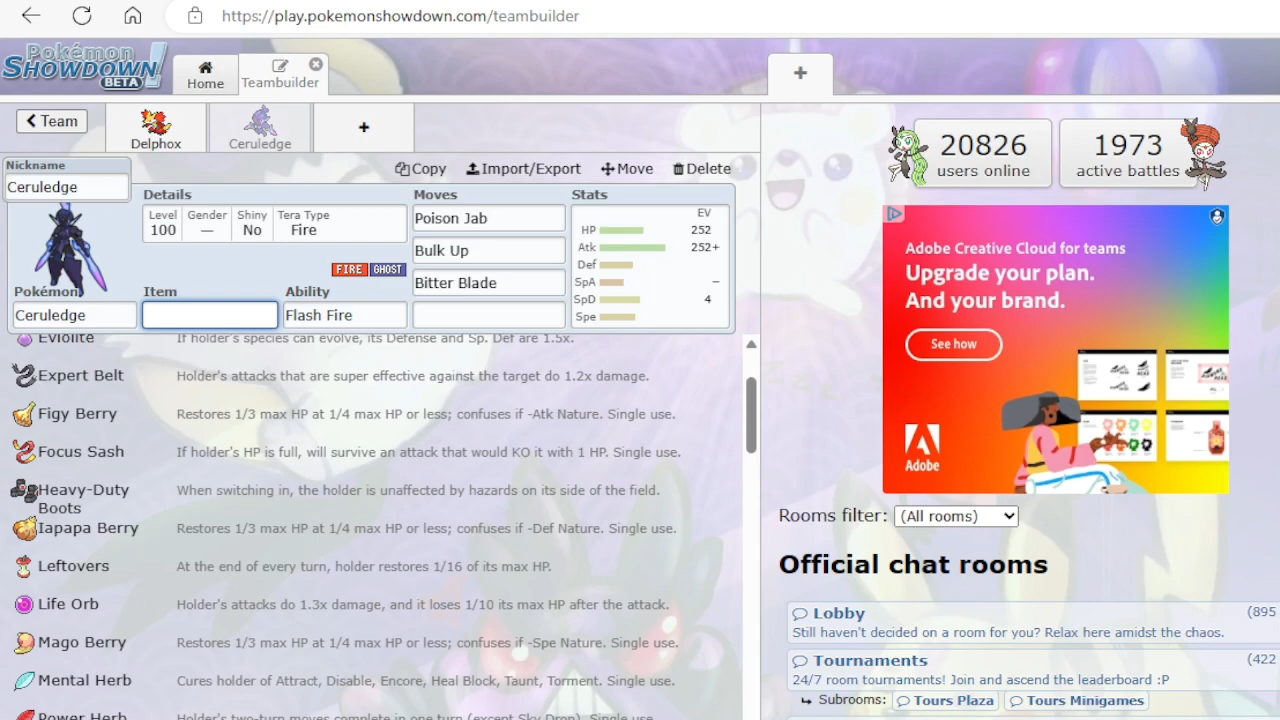 https://play.pokemonshowdown.com/teambuilder
Pokémon
SHOWDOWN!
BETA
Home
Teambuilder
+
Team
Delphox
Ceruledge
+
Nickname
Ceruledge
Copy
Import/Export
Move
Delete
Details
Level
100
Gender
—
Shiny
No
Tera Type
Fire
FIRE GHOST
Pokémon
Ceruledge
Item
Ability
Flash Fire
Moves
Poison Jab
Bulk Up
Bitter Blade
Stats
EV
HP 252
Atk 252+
Def
SpA –
SpD 4
Spe
Eviolite If holder's species can evolve, its Defense and Sp. Def are 1.5x.
Expert Belt Holder's attacks that are super effective against the target do 1.2x damage.
Figy Berry Restores 1/3 max HP at 1/4 max HP or less; confuses if -Atk Nature. Single use.
Focus Sash If holder's HP is full, will survive an attack that would KO it with 1 HP. Single use.
Heavy-Duty Boots When switching in, the holder is unaffected by hazards on its side of the field.
Iapapa Berry Restores 1/3 max HP at 1/4 max HP or less; confuses if -Def Nature. Single use.
Leftovers At the end of every turn, holder restores 1/16 of its max HP.
Life Orb Holder's attacks do 1.3x damage, and it loses 1/10 its max HP after the attack.
Mago Berry Restores 1/3 max HP at 1/4 max HP or less; confuses if -Spe Nature. Single use.
Mental Herb Cures holder of Attract, Disable, Encore, Heal Block, Taunt, Torment. Single use.
Power Herb Holder's two-turn moves complete in one turn (except Sky Drop). Single use.
20826
users online
1973
active battles
Adobe Creative Cloud for teams
Upgrade your plan.
And your brand.
See how
Adobe
Rooms filter: (All rooms)
Official chat rooms
Lobby (895
Still haven't decided on a room for you? Relax here amidst the chaos.
Tournaments (422
24/7 room tournaments! Join and ascend the leaderboard :P
Subrooms: Tours Plaza Tours Minigames